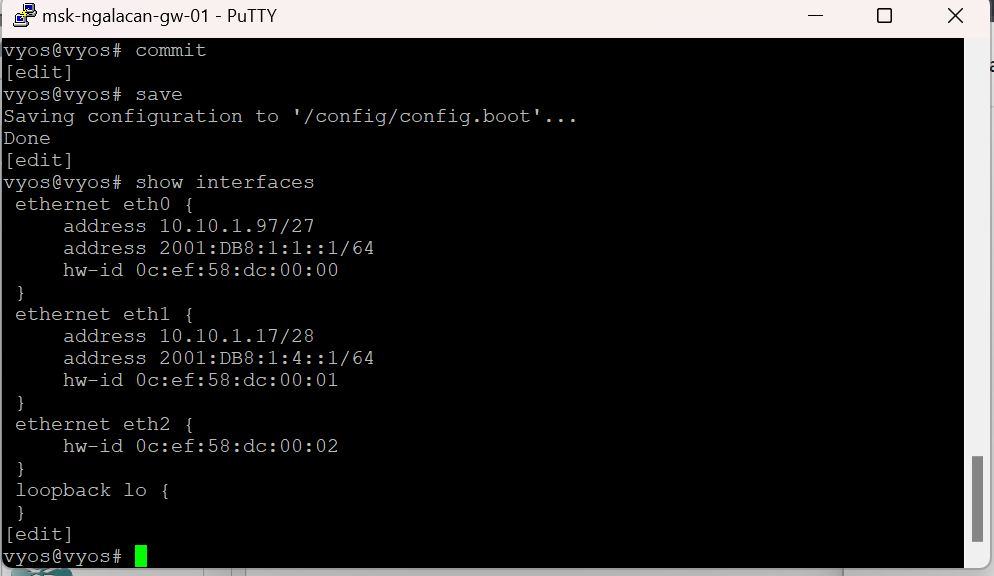 msk-ngalacan-gw-01 - PuTTY
vyos@vyos# commit
[edit]
vyos@vyos# save
Saving configuration to '/config/config.boot'...
Done
[edit]
vyos@vyos# show interfaces
 ethernet eth0 {
     address 10.10.1.97/27
     address 2001:DB8:1:1::1/64
     hw-id 0c:ef:58:dc:00:00
 }
 ethernet eth1 {
     address 10.10.1.17/28
     address 2001:DB8:1:4::1/64
     hw-id 0c:ef:58:dc:00:01
 }
 ethernet eth2 {
     hw-id 0c:ef:58:dc:00:02
 }
 loopback lo {
 }
[edit]
vyos@vyos#